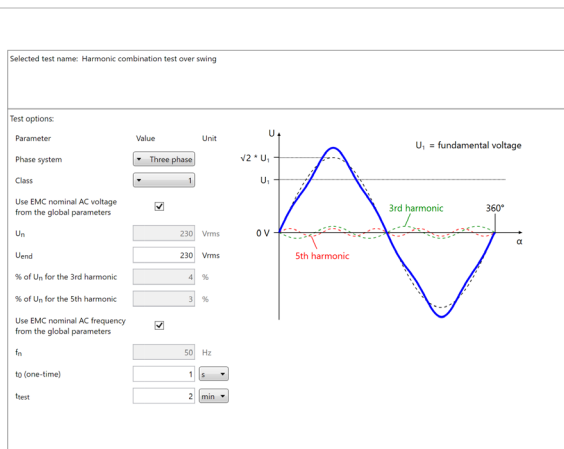 Selected test name: Harmonic combination test over swing
Test options:
Parameter Value Unit
Phase system Three phase
Class 1
Use EMC nominal AC voltage
from the global parameters
Un 230 Vrms
Uend 230 Vrms
% of Un for the 3rd harmonic 4 %
% of Un for the 5th harmonic 3 %
Use EMC nominal AC frequency
from the global parameters
fn 50 Hz
t0 (one-time) 1 s
ttest 2 min
U
U₁ = fundamental voltage
√2 * U₁
U₁
3rd harmonic 360°
0 V
α
5th harmonic